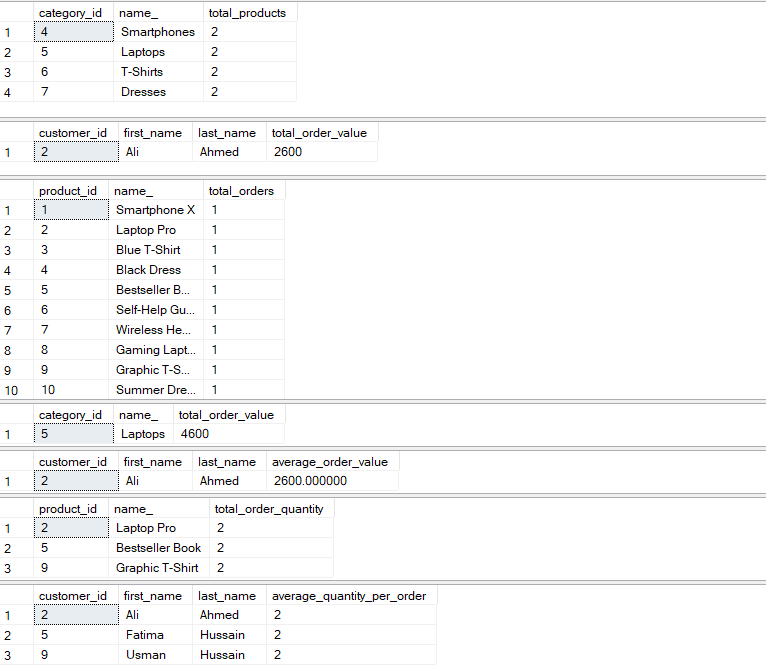 category_id name_ total_products
1 4 Smartphones 2
2 5 Laptops 2
3 6 T-Shirts 2
4 7 Dresses 2
customer_id first_name last_name total_order_value
1 2 Ali Ahmed 2600
product_id name_ total_orders
1 1 Smartphone X 1
2 2 Laptop Pro 1
3 3 Blue T-Shirt 1
4 4 Black Dress 1
5 5 Bestseller B... 1
6 6 Self-Help Gu... 1
7 7 Wireless He... 1
8 8 Gaming Lapt... 1
9 9 Graphic T-S... 1
10 10 Summer Dre... 1
category_id name_ total_order_value
1 5 Laptops 4600
customer_id first_name last_name average_order_value
1 2 Ali Ahmed 2600.000000
product_id name_ total_order_quantity
1 2 Laptop Pro 2
2 5 Bestseller Book 2
3 9 Graphic T-Shirt 2
customer_id first_name last_name average_quantity_per_order
1 2 Ali Ahmed 2
2 5 Fatima Hussain 2
3 9 Usman Hussain 2